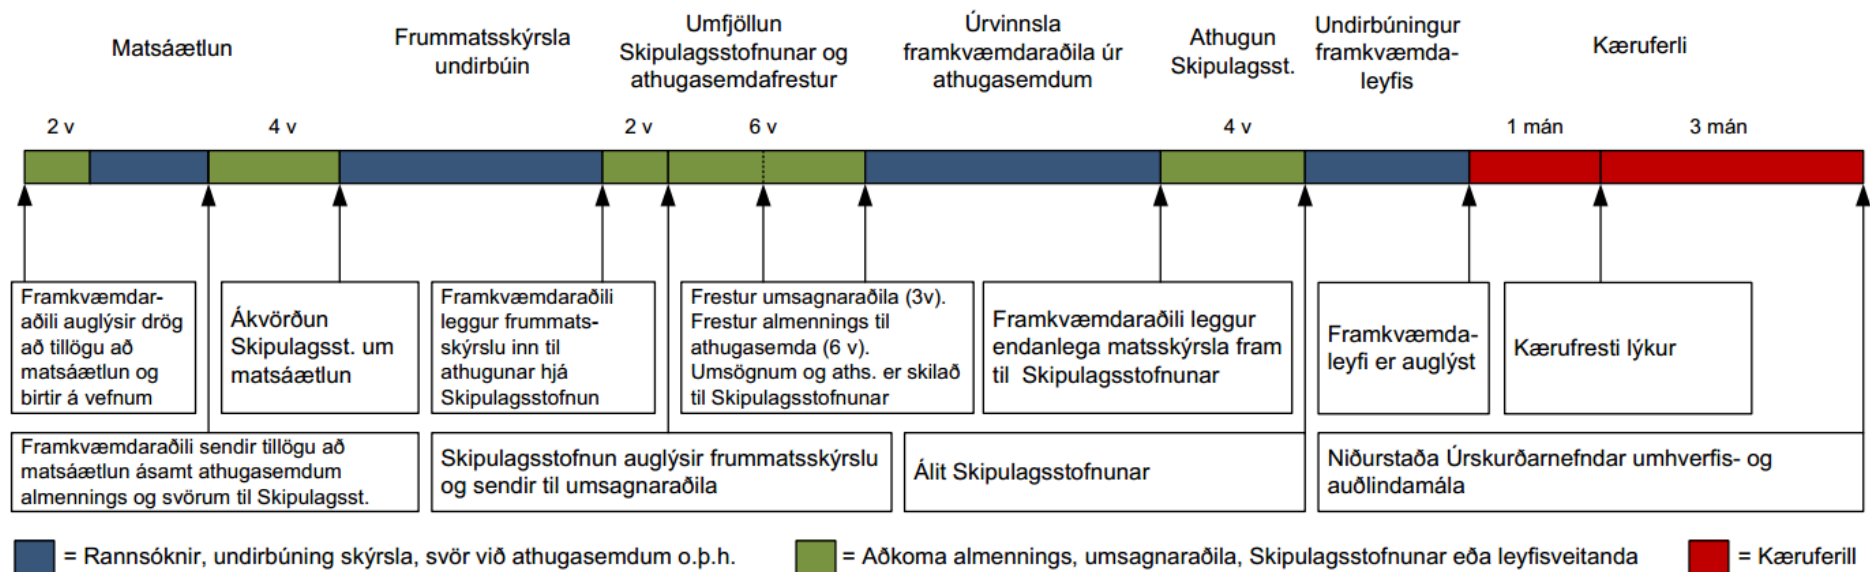 Matsáætlun
Frummatsskýrsla
undirbúin
Umfjöllun
Skipulagsstofnunar og
athugasemdafrestur
Úrvinnsla
framkvæmdaraðila úr
athugasemdum
Athugun
Skipulagsst.
Undirbúningur
framkvæmda-
leyfis
Kæruferli
2 v
4 v
2 v
6 v
4 v
1 mán
3 mán
Framkvæmdar-
aðili auglýsir drög
að tillögu að
matsáætlun og
birtir á vefnum
Ákvörðun
Skipulagsst. um
matsáætlun
Framkvæmdaraðili
leggur frummats-
skýrslu inn til
athugunar hjá
Skipulagsstofnun
Frestur umsagnaraðila (3v).
Frestur almennings til
athugasemda (6 v).
Umsögnum og aths. er skilað
til Skipulagsstofnunar
Framkvæmdaraðili leggur
endanlega matsskýrsla fram
til Skipulagsstofnunar
Framkvæmda-
leyfi er auglýst
Kærufresti lýkur
Framkvæmdaraðili sendir tillögu að
matsáætlun ásamt athugasemdum
almennings og svörum til Skipulagsst.
Skipulagsstofnun auglýsir frummatsskýrslu
og sendir til umsagnaraðila
Álit Skipulagsstofnunar
Niðurstaða Úrskurðarnefndar umhverfis- og
auðlindamála
= Rannsóknir, undirbúning skýrsla, svör við athugasemdum o.þ.h.
= Aðkoma almennings, umsagnaraðila, Skipulagsstofnunar eða leyfisveitanda
= Kæruferill